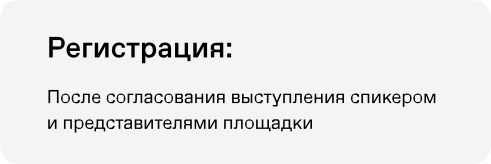 Регистрация:
После согласования выступления спикером
и представителями площадки